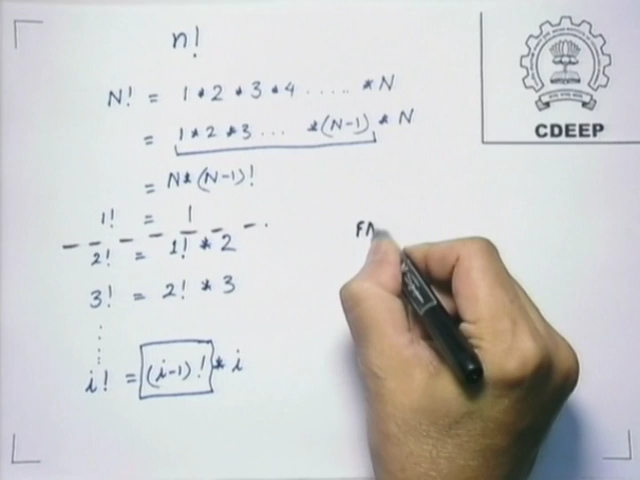 n!
N! = 1 * 2 * 3 * 4 ..... * N
= 1 * 2 * 3 ... * (N-1) * N
= N * (N-1)!
1! = 1
2! = 1! * 2
3! = 2! * 3
i! = (i-1)! * i
CDEEP